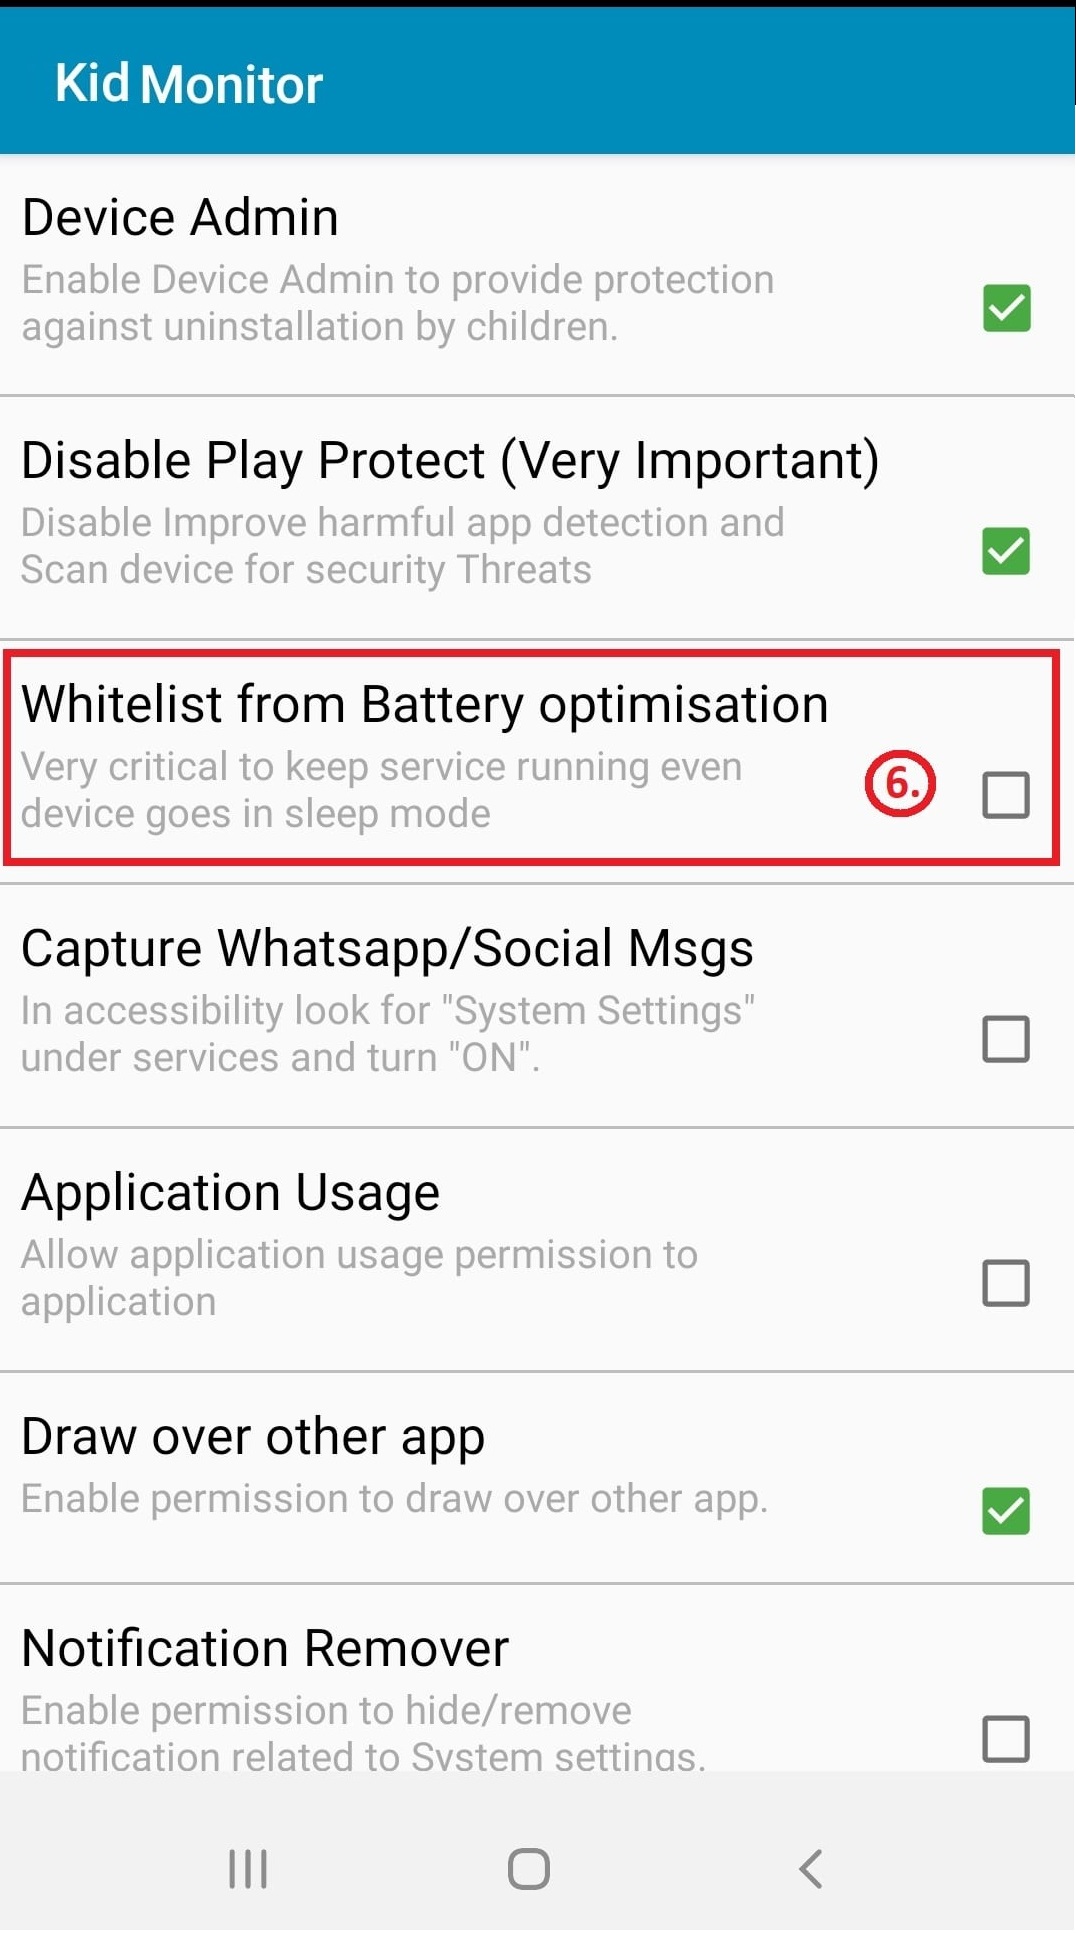 Kid Monitor
Device Admin
Enable Device Admin to provide protection
against uninstallation by children.
Disable Play Protect (Very Important)
Disable Improve harmful app detection and
Scan device for security Threats
Whitelist from Battery optimisation
Very critical to keep service running even
device goes in sleep mode
6.
Capture Whatsapp/Social Msgs
In accessibility look for "System Settings"
under services and turn "ON".
Application Usage
Allow application usage permission to
application
Draw over other app
Enable permission to draw over other app.
Notification Remover
Enable permission to hide/remove
notification related to System settings.